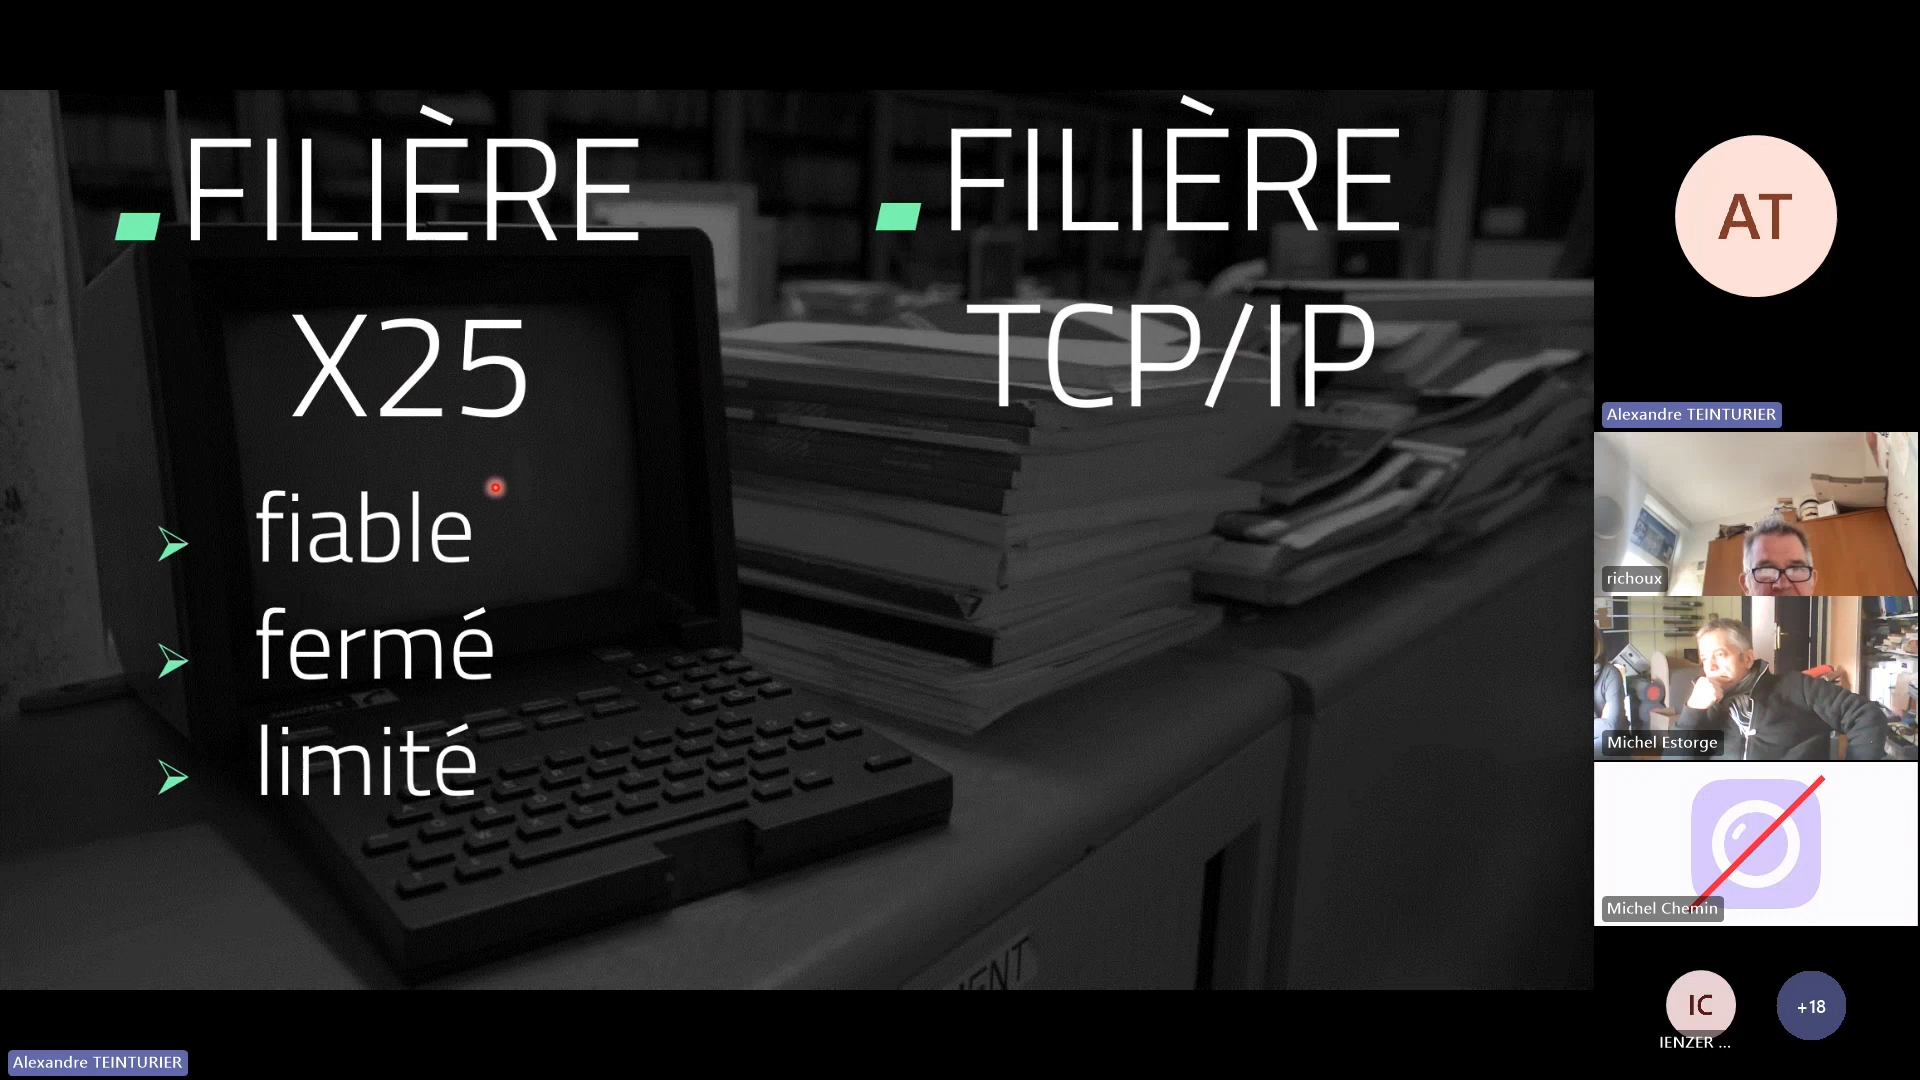 FILIÈRE
X25
fiable
fermé
limité
FILIÈRE
TCP/IP
AT
Alexandre TEINTURIER
richoux
Michel Estorge
Michel Chemin
IC
IENZER ...
+18
Alexandre TEINTURIER